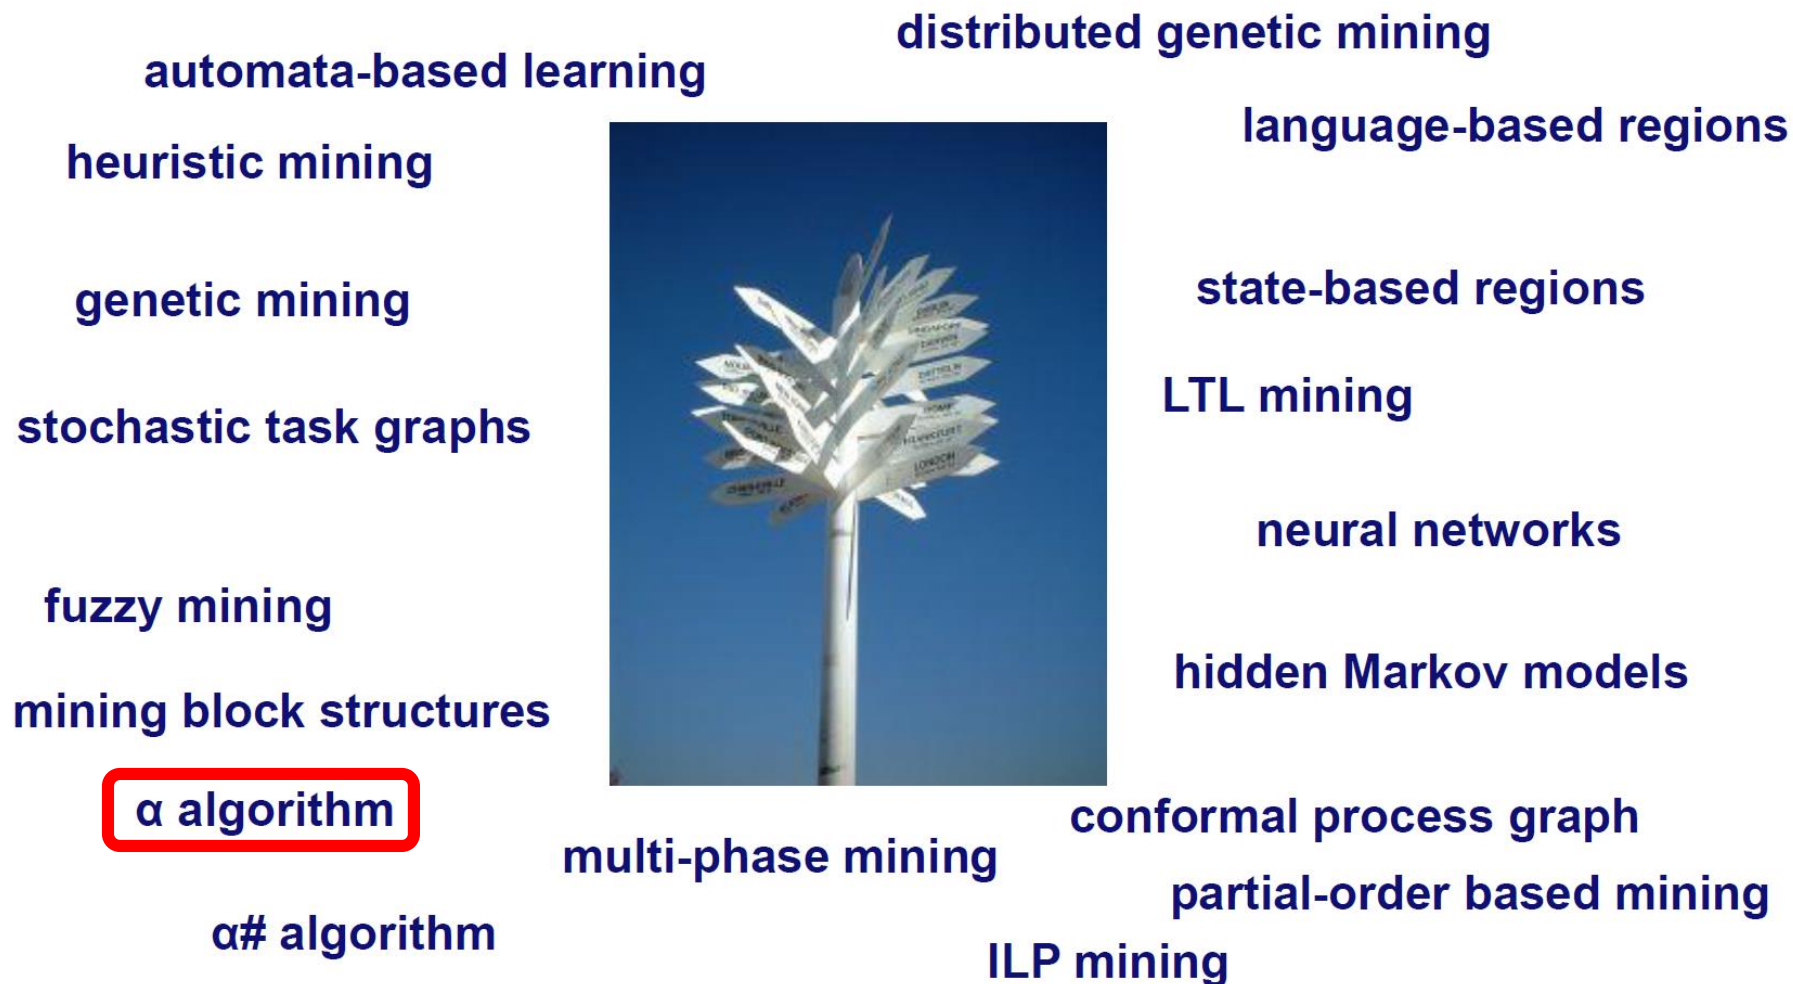 distributed genetic mining
automata-based learning
language-based regions
heuristic mining
genetic mining
state-based regions
LTL mining
stochastic task graphs
neural networks
fuzzy mining
hidden Markov models
mining block structures
α algorithm
conformal process graph
multi-phase mining
partial-order based mining
α# algorithm
ILP mining
LONDON